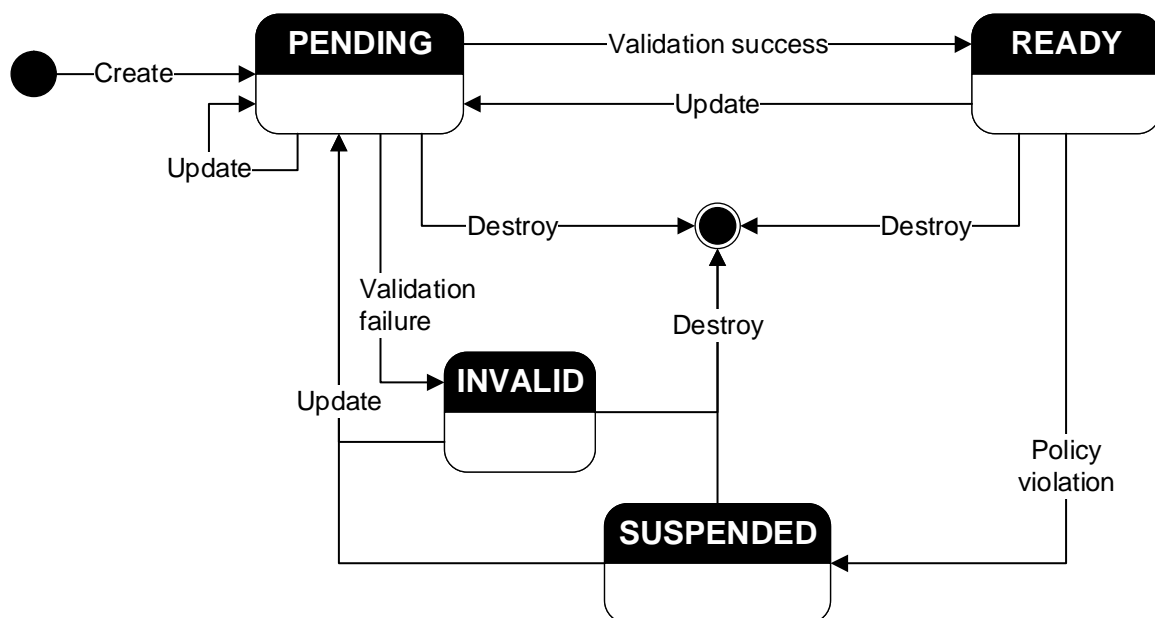 PENDING
Validation success
READY
Create
Update
Update
Destroy
Destroy
Validation
failure
Destroy
INVALID
Update
Policy
violation
SUSPENDED